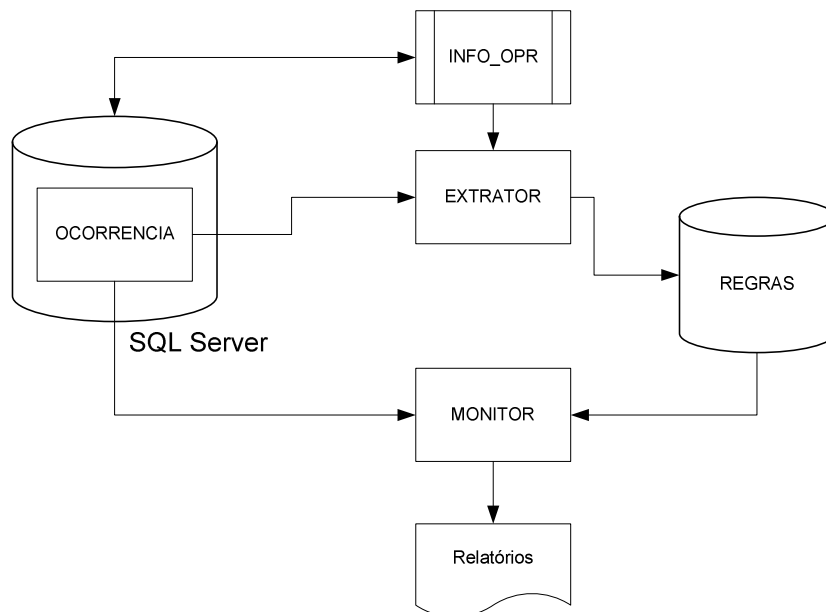 INFO_OPR
EXTRATOR
OCORRENCIA
REGRAS
SQL Server
MONITOR
Relatórios